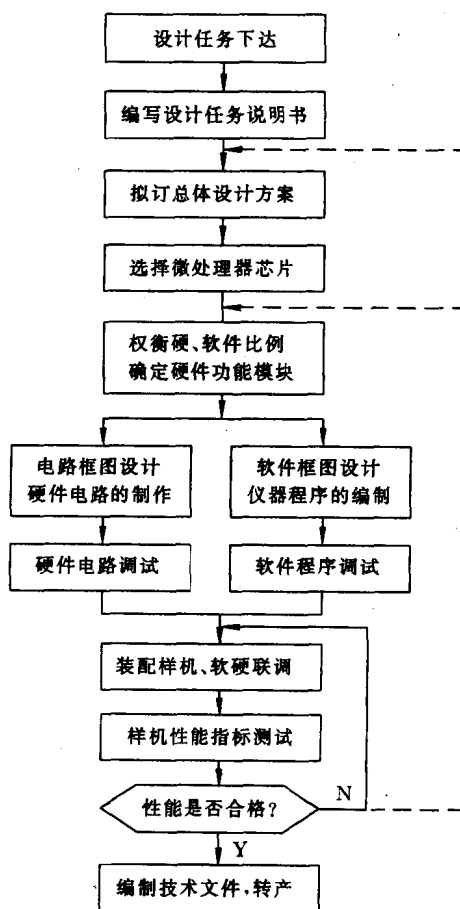 设计任务下达
编写设计任务说明书
拟订总体设计方案
选择微处理器芯片
权衡硬、软件比例
确定硬件功能模块
电路框图设计
硬件电路的制作
软件框图设计
仪器程序的编制
硬件电路调试
软件程序调试
装配样机、软硬联调
样机性能指标测试
性能是否合格?
N
Y
编制技术文件,转产